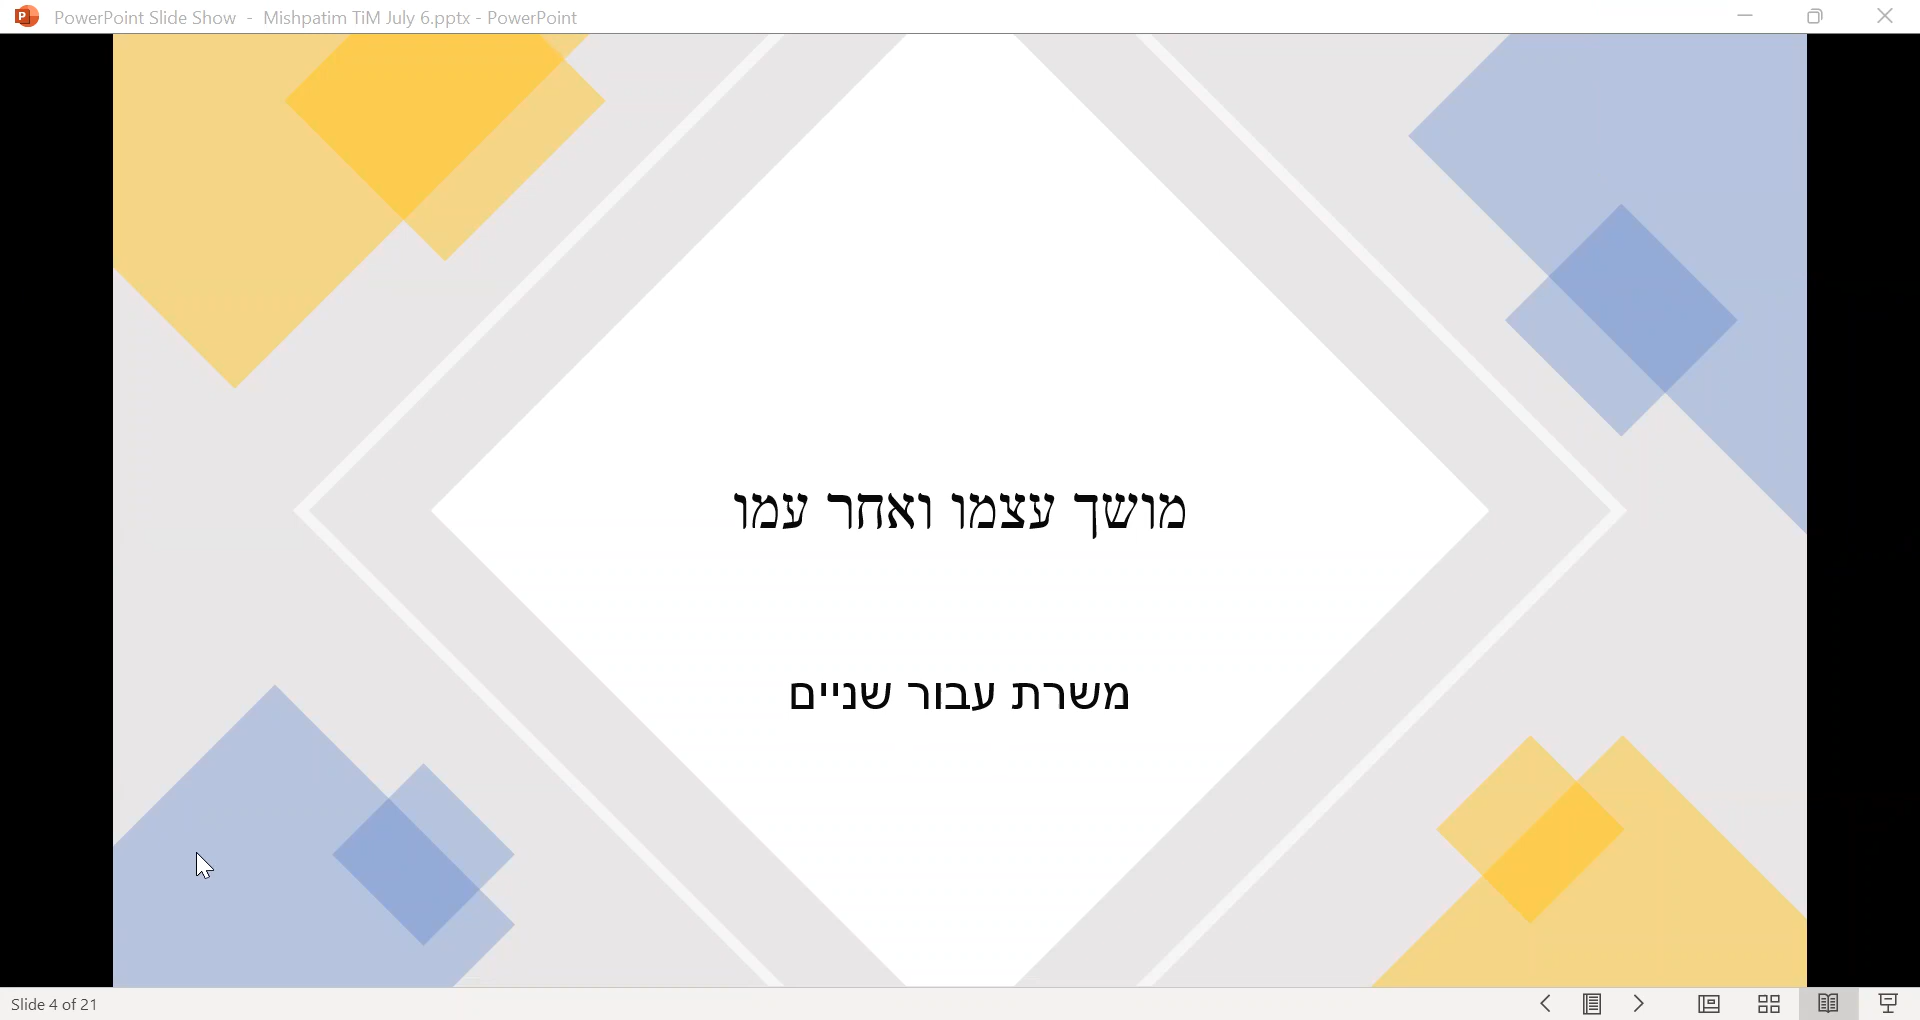 PowerPoint Slide Show - Mishpatim TiM July 6.pptx - PowerPoint
מושך עצמו ואחר עמו
משרת עבור שניים
Slide 4 of 21